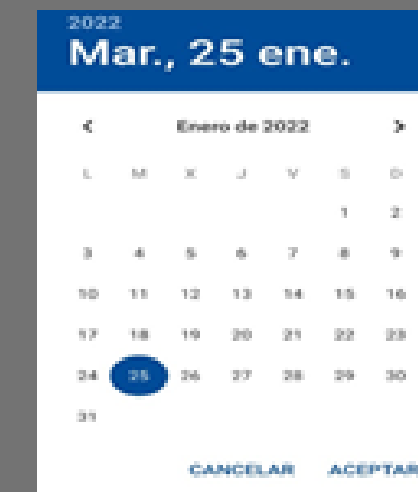 2022
Mar., 25 ene.
< Enero de 2022 >
L M X J V S D
1 2
3 4 5 6 7 8 9
10 11 12 13 14 15 16
17 18 19 20 21 22 23
24 25 26 27 28 29 30
31
CANCELAR ACEPTAR